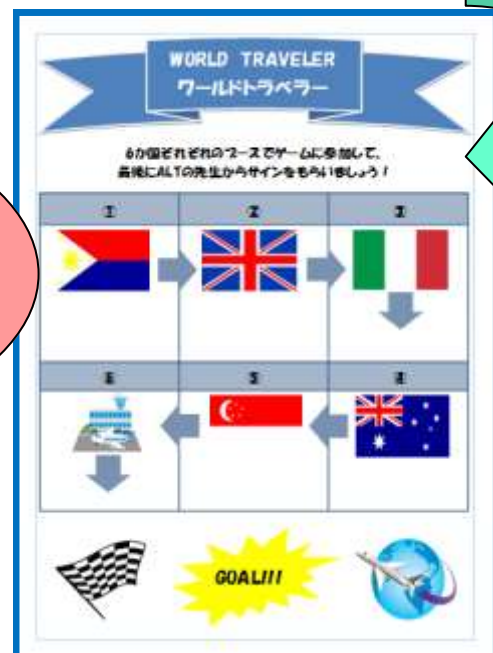 WORLD TRAVELER
ワールドトラベラー
6か国それぞれのブースでゲームに参加して、
最後にALTの先生からサインをもらいましょう！
① ② ③
⑥ ⑤ ④
GOAL!!!